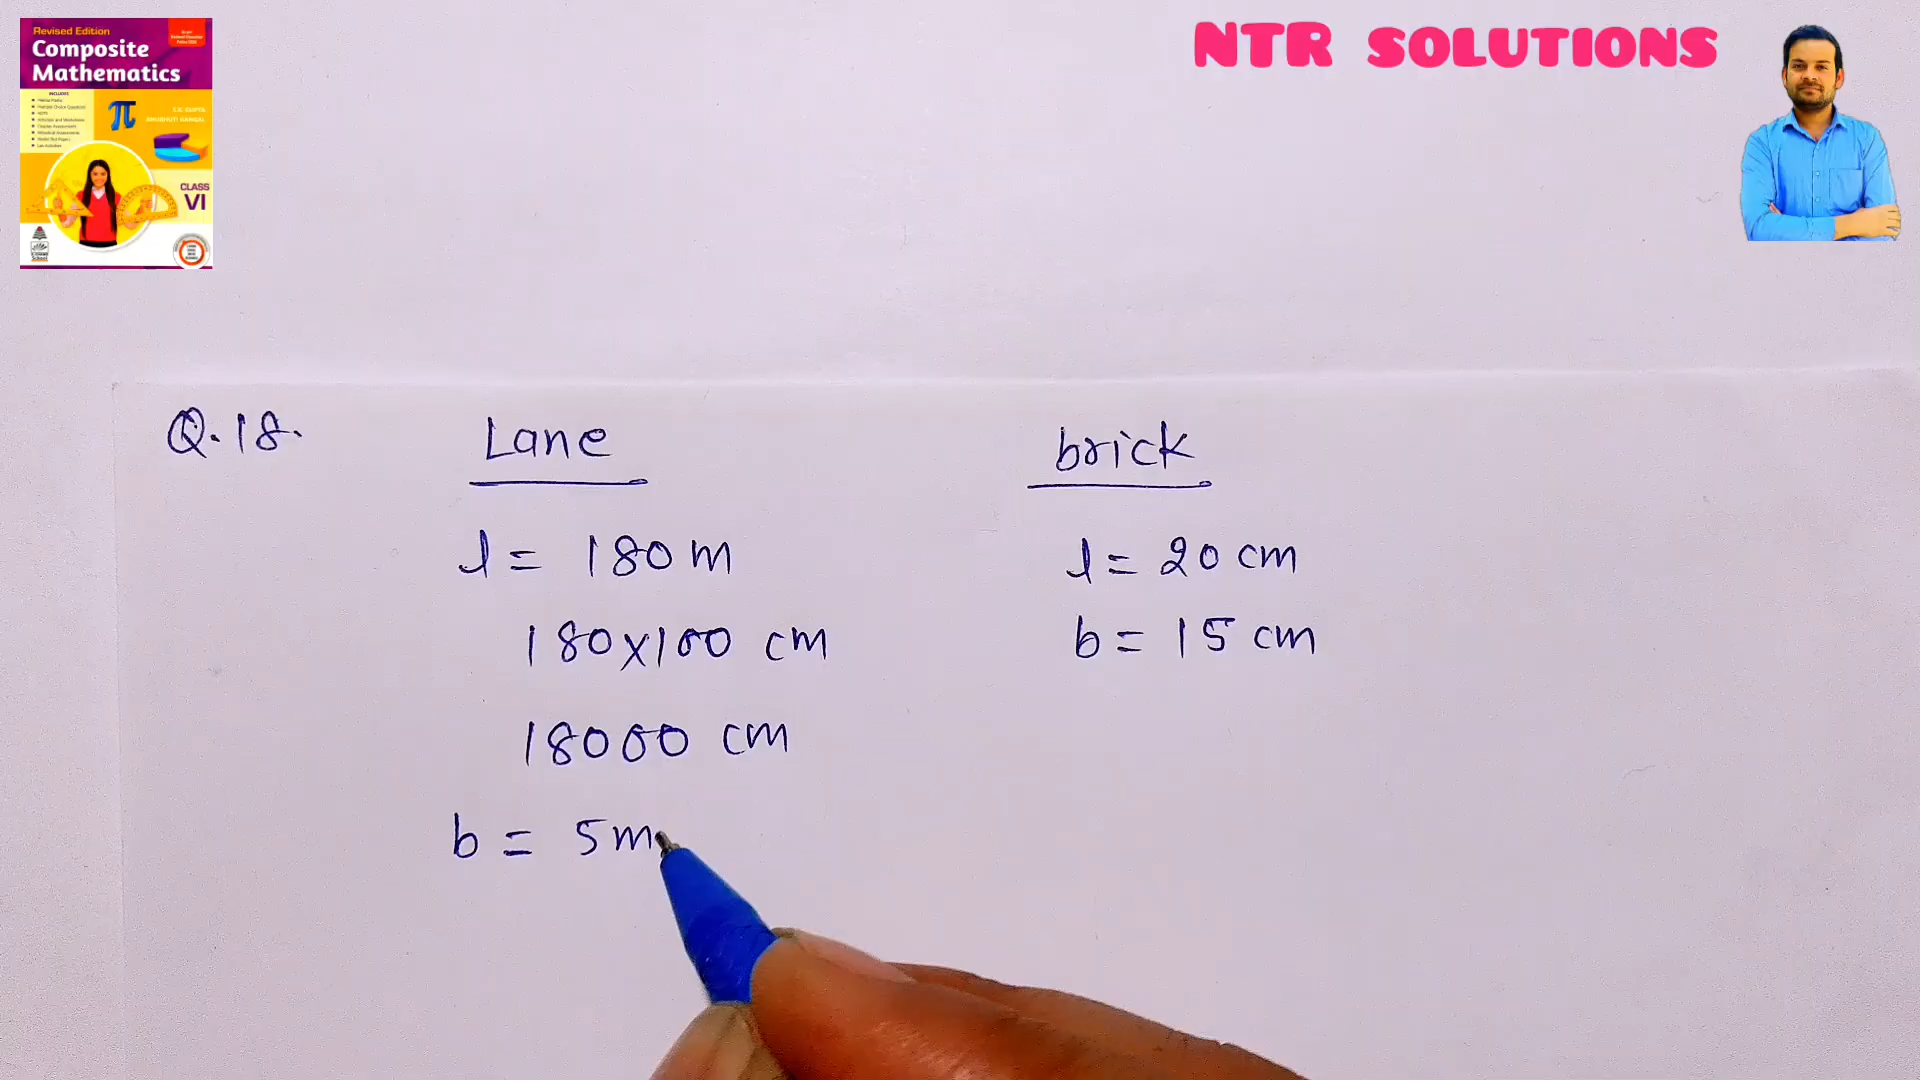 Revised Edition
Composite
Mathematics
INCLUDES
CLASS
VI
NTR SOLUTIONS
Q.18.
Lane
brick
l = 180 m
l = 20 cm
180x100 cm
b = 15 cm
18000 cm
b = 5m